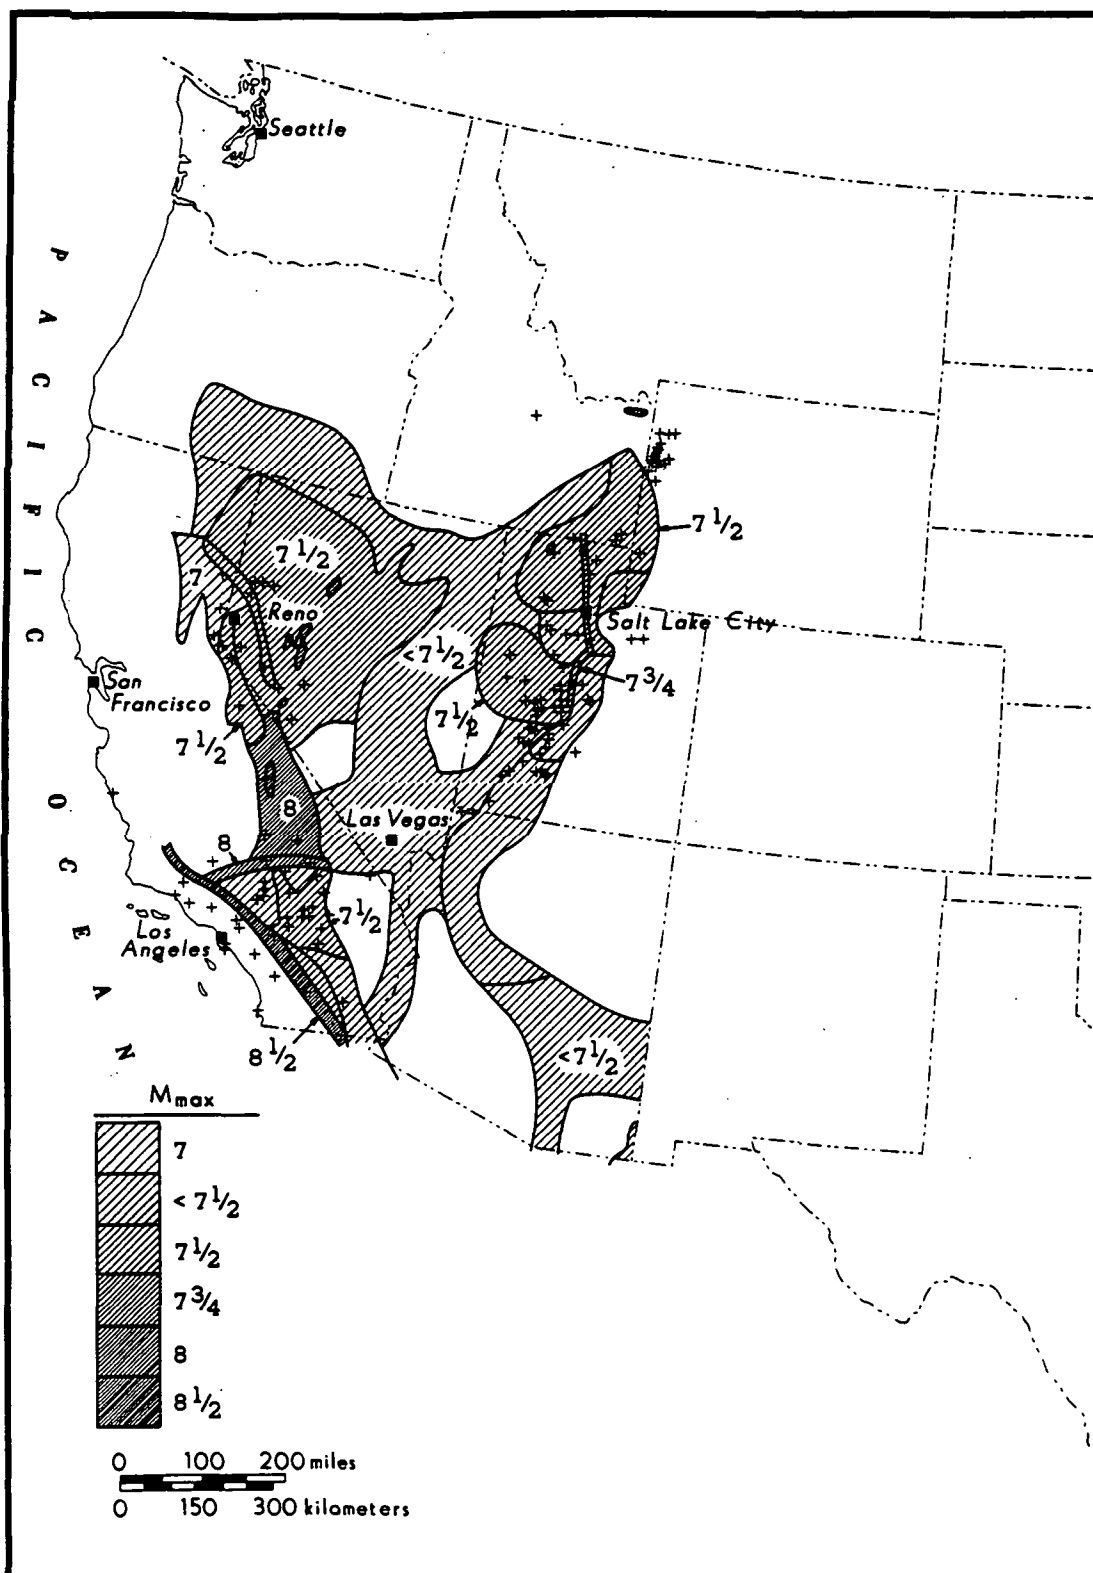 Seattle
PACIFIC OCEAN
7 1/2
7 1/2
7
Reno
Salt Lake City
< 7 1/2
7 3/4
San
Francisco
7 1/2
7 1/2
8
Las Vegas
8
7 1/2
Los
Angeles
8 1/2
< 7 1/2
Mmax
7
< 7 1/2
7 1/2
7 3/4
8
8 1/2
0 100 200 miles
0 150 300 kilometers